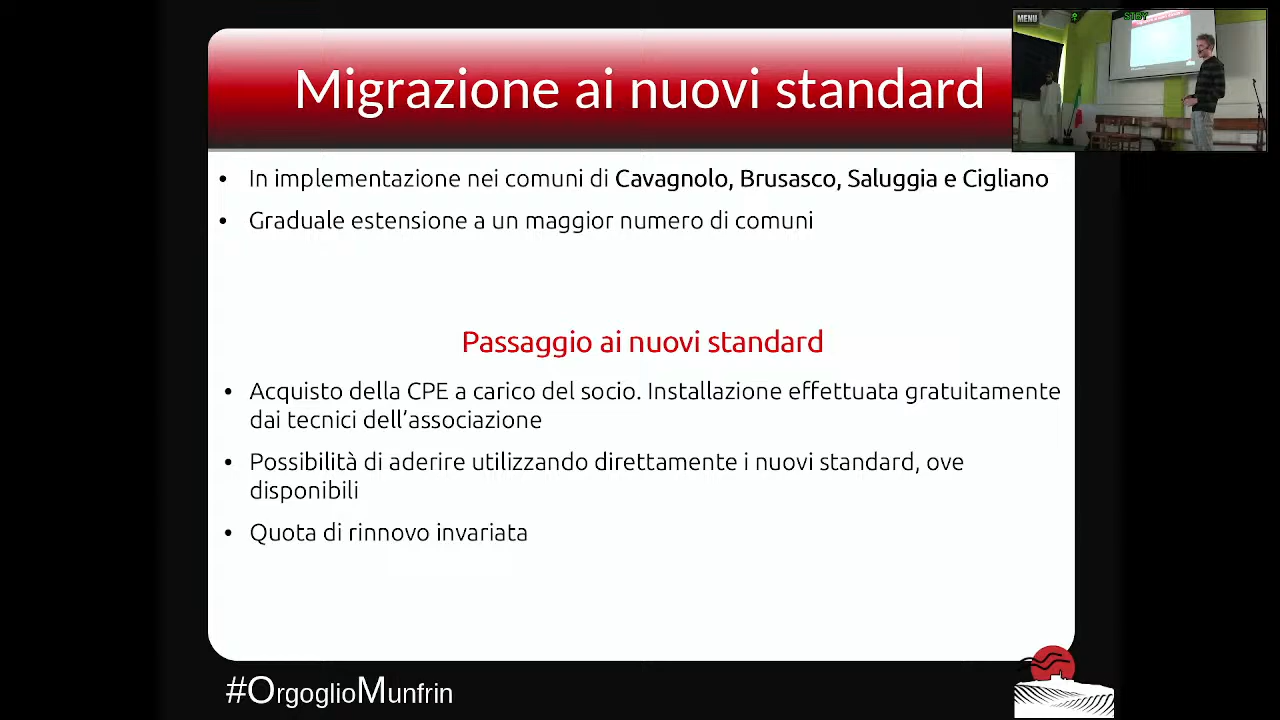 Migrazione ai nuovi standard
MENU
STBY
• In implementazione nei comuni di Cavagnolo, Brusasco, Saluggia e Cigliano
• Graduale estensione a un maggior numero di comuni
Passaggio ai nuovi standard
• Acquisto della CPE a carico del socio. Installazione effettuata gratuitamente
dai tecnici dell’associazione
• Possibilità di aderire utilizzando direttamente i nuovi standard, ove
disponibili
• Quota di rinnovo invariata
#OrgoglioMunfrin